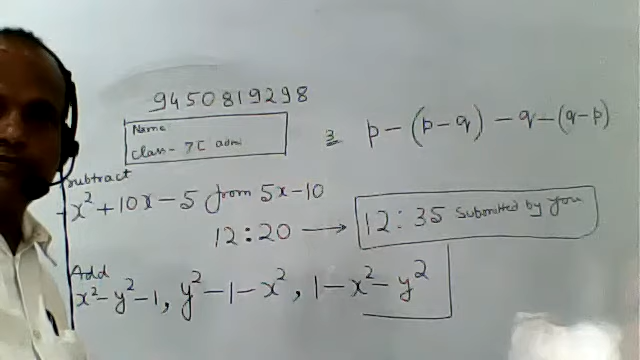 9450819298
Name
Class - 7C
3 p - (p - q) - q - (q - p)
Subtract
- x² + 10x - 5 from 5x - 10
12:20 → 12:35 Submitted by you
Add
x² - y² - 1, y² - 1 - x², 1 - x² - y²